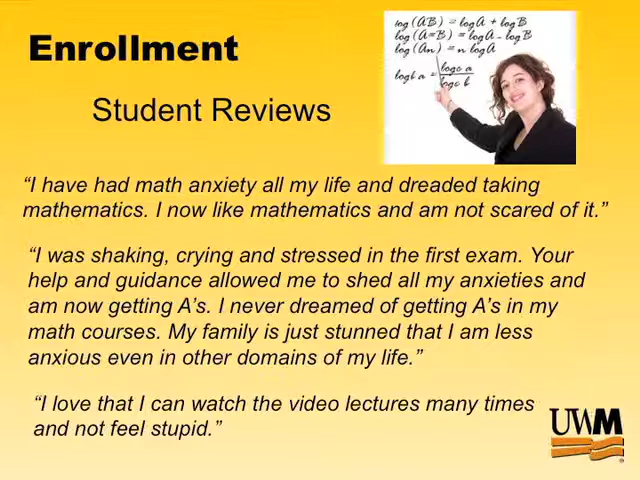 Enrollment
Student Reviews
log (AB) = log A + log B
log (A=B) = log A - log B
log (An) = n log A
logb a = logo a
logo b
“I have had math anxiety all my life and dreaded taking
mathematics. I now like mathematics and am not scared of it.”
“I was shaking, crying and stressed in the first exam. Your
help and guidance allowed me to shed all my anxieties and
am now getting A’s. I never dreamed of getting A’s in my
math courses. My family is just stunned that I am less
anxious even in other domains of my life.”
“I love that I can watch the video lectures many times
and not feel stupid.”
UWM